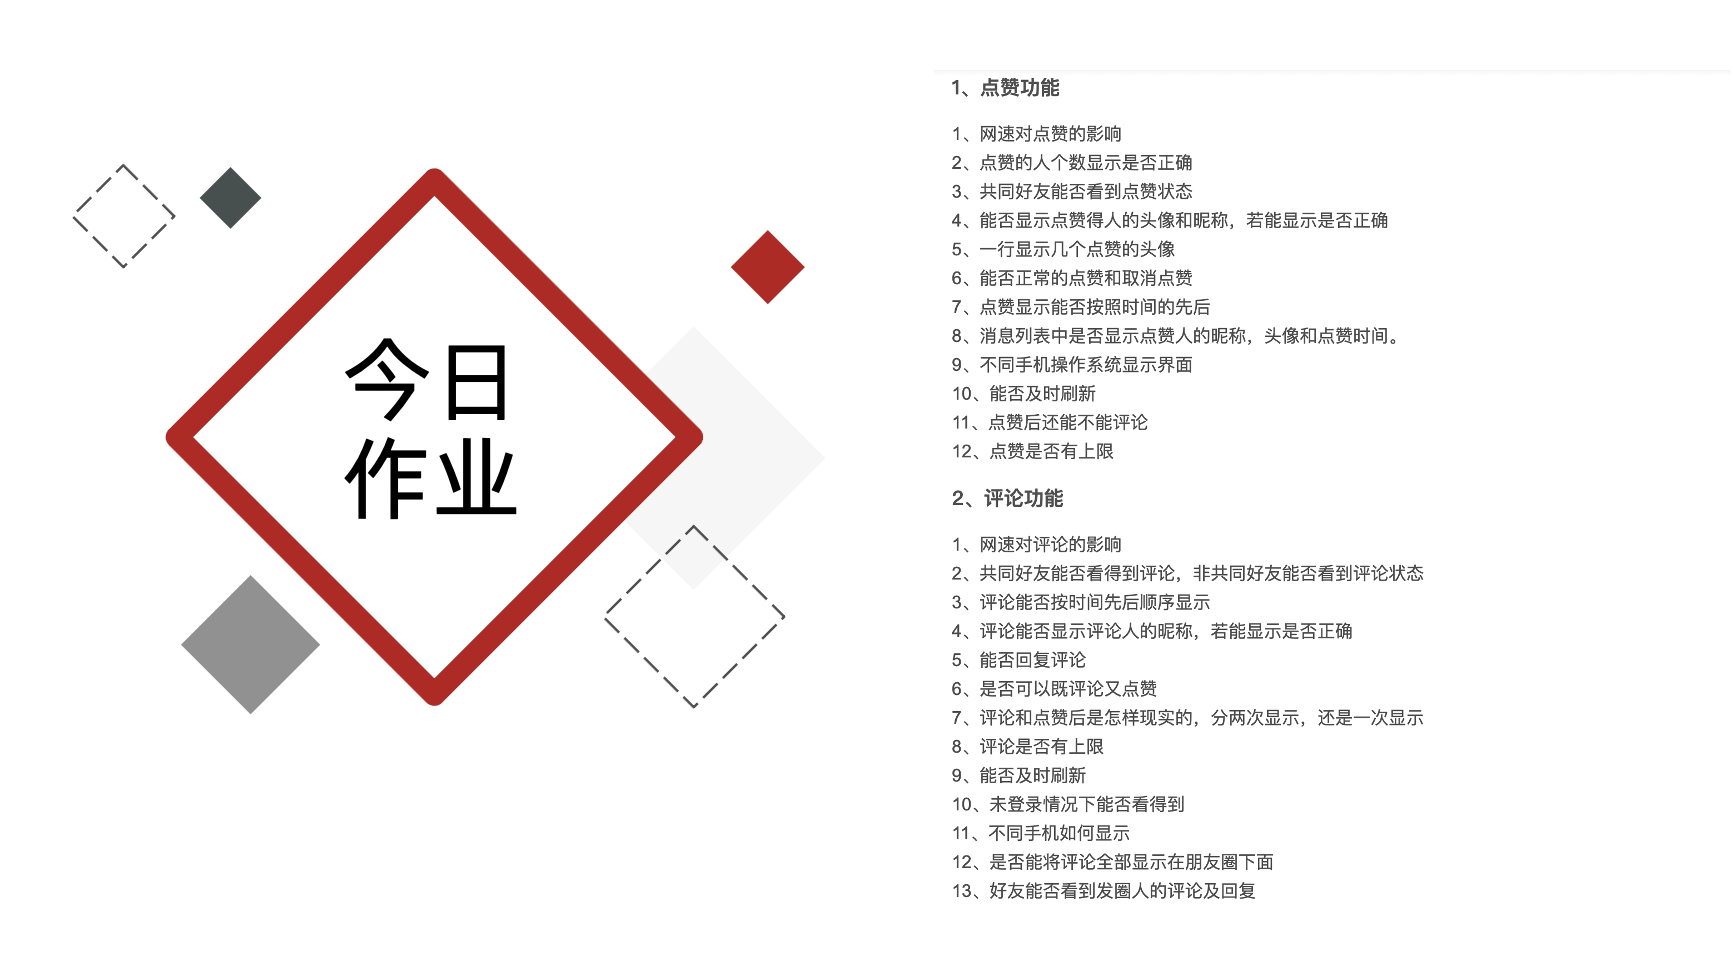 今日
作业
1、点赞功能
1、网速对点赞的影响
2、点赞的人个数显示是否正确
3、共同好友能否看到点赞状态
4、能否显示点赞得人的头像和昵称，若能显示是否正确
5、一行显示几个点赞的头像
6、能否正常的点赞和取消点赞
7、点赞显示能否按照时间的先后
8、消息列表中是否显示点赞人的昵称，头像和点赞时间。
9、不同手机操作系统显示界面
10、能否及时刷新
11、点赞后还能不能评论
12、点赞是否有上限
2、评论功能
1、网速对评论的影响
2、共同好友能否看得到评论，非共同好友能否看到评论状态
3、评论能否按时间先后顺序显示
4、评论能否显示评论人的昵称，若能显示是否正确
5、能否回复评论
6、是否可以既评论又点赞
7、评论和点赞后是怎样现实的，分两次显示，还是一次显示
8、评论是否有上限
9、能否及时刷新
10、未登录情况下能否看得到
11、不同手机如何显示
12、是否能将评论全部显示在朋友圈下面
13、好友能否看到发圈人的评论及回复